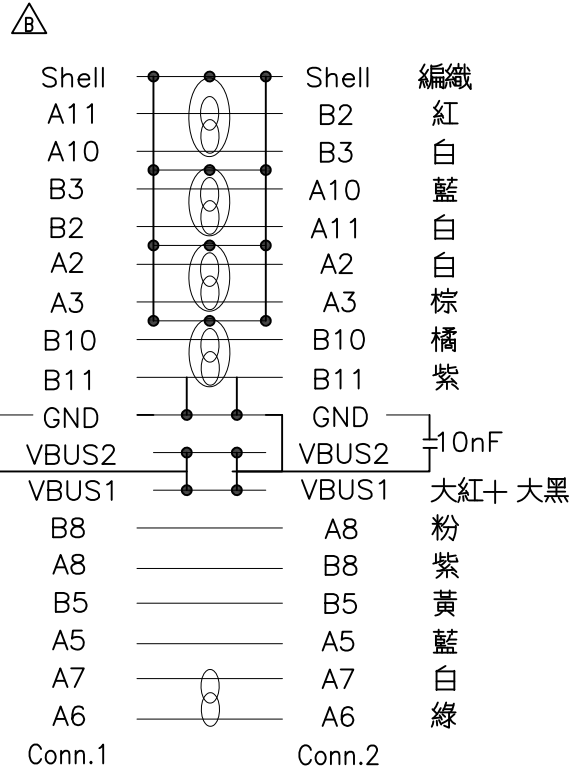 B
Shell Shell 編織
A11 B2 紅
A10 B3 白
B3 A10 藍
B2 A11 白
A2 A2 白
A3 A3 棕
B10 B10 橘
B11 B11 紫
GND GND
10nF
VBUS2 VBUS2
VBUS1 VBUS1 大紅+ 大黑
B8 A8 粉
A8 B8 紫
B5 B5 黃
A5 A5 藍
A7 A7 白
A6 A6 綠
Conn.1 Conn.2